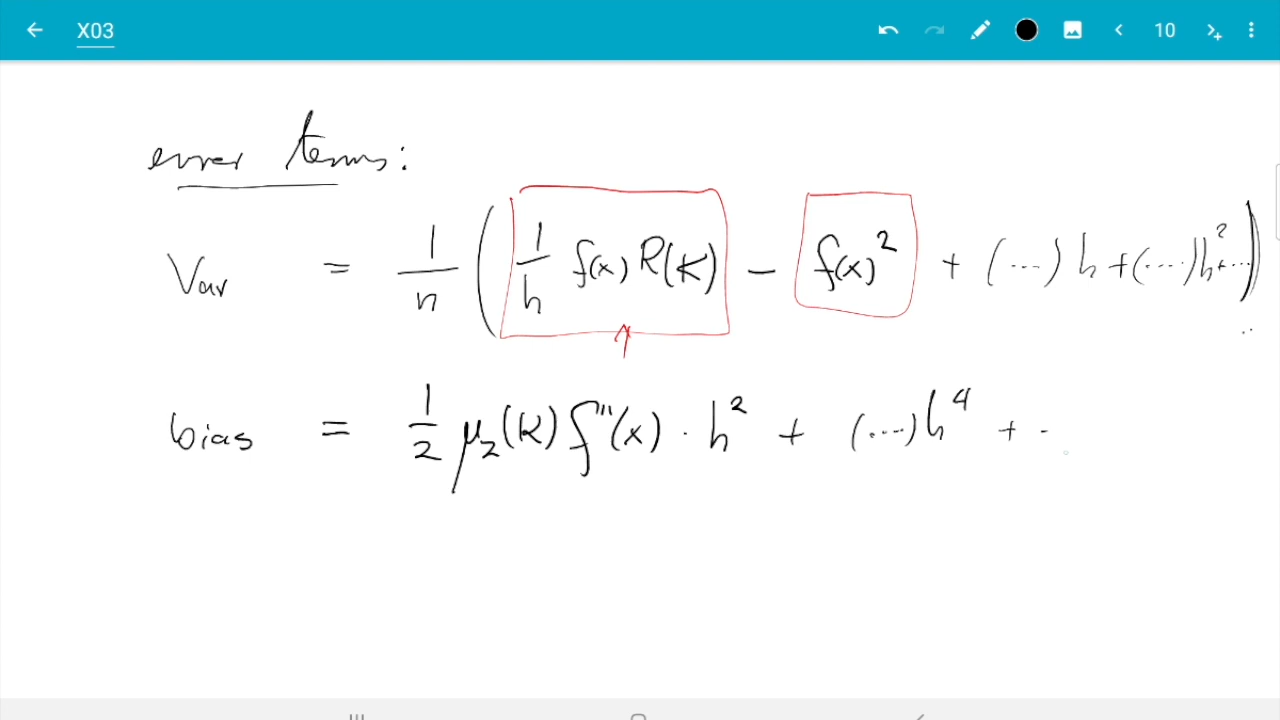 X03
10
error terms:
Var = 1/n ( 1/h f(x) R(K) − f(x)² + (...) h + (....) h² + ... )
bias = 1/2 μ₂(K) f''(x) · h² + (....) h⁴ + -